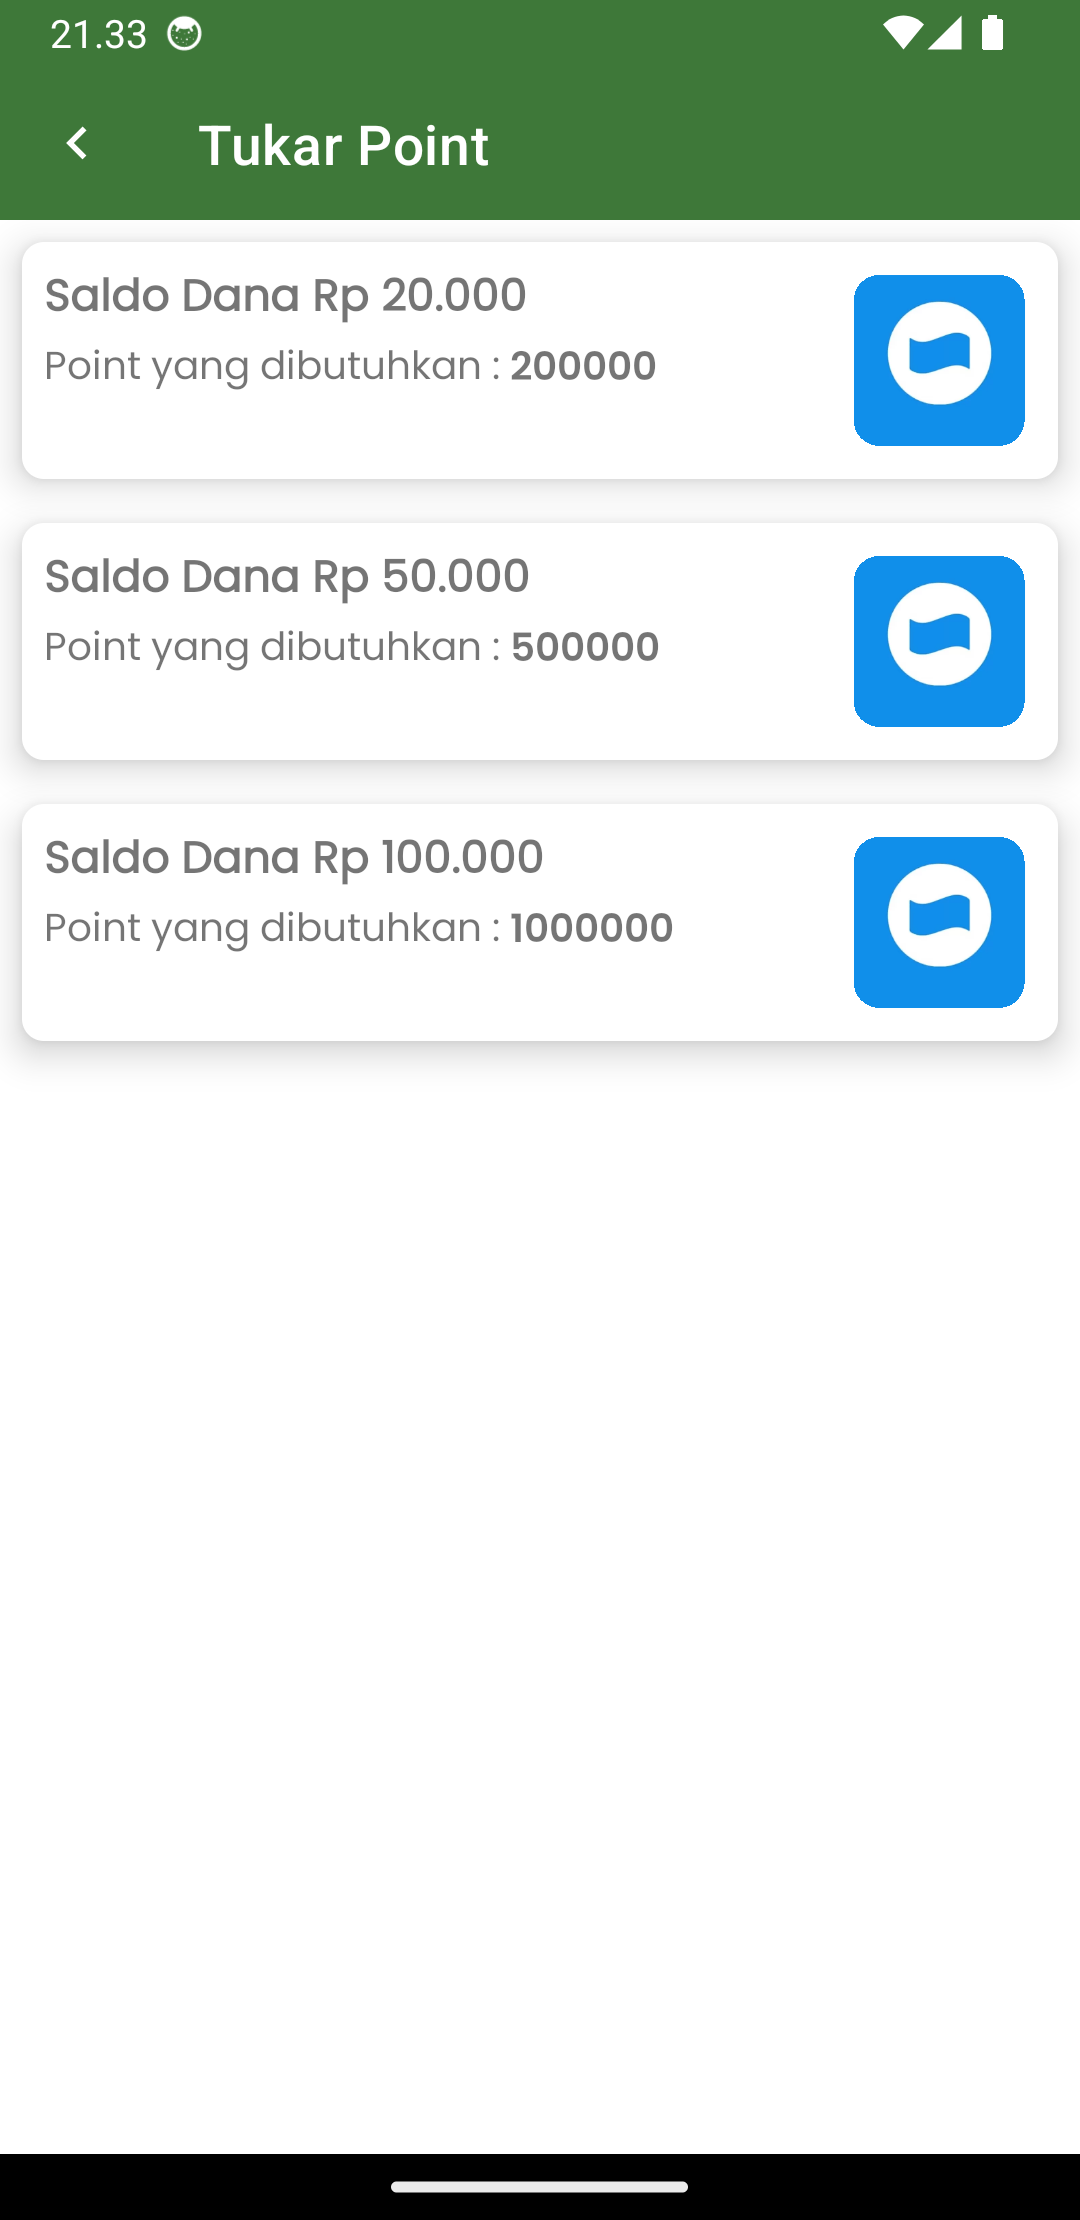 21.33
Tukar Point
Saldo Dana Rp 20.000
Point yang dibutuhkan : 200000
Saldo Dana Rp 50.000
Point yang dibutuhkan : 500000
Saldo Dana Rp 100.000
Point yang dibutuhkan : 1000000